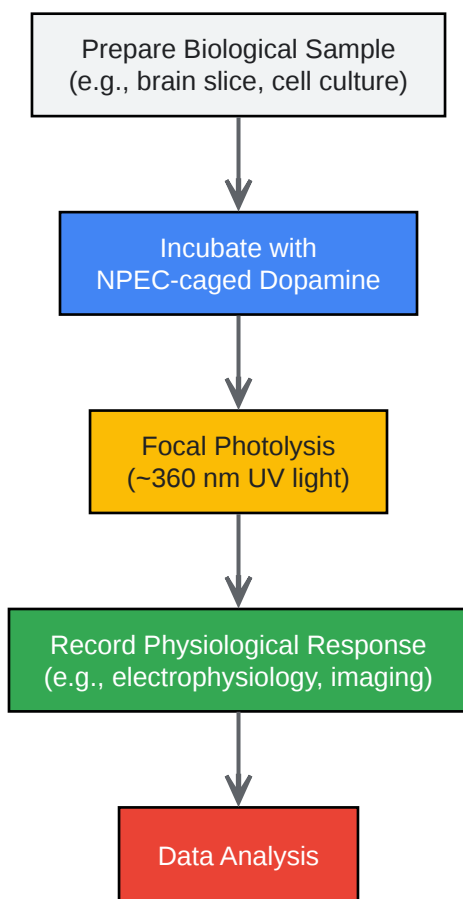 Prepare Biological Sample
(e.g., brain slice, cell culture)
Incubate with
NPEC-caged Dopamine
Focal Photolysis
(~360 nm UV light)
Record Physiological Response
(e.g., electrophysiology, imaging)
Data Analysis